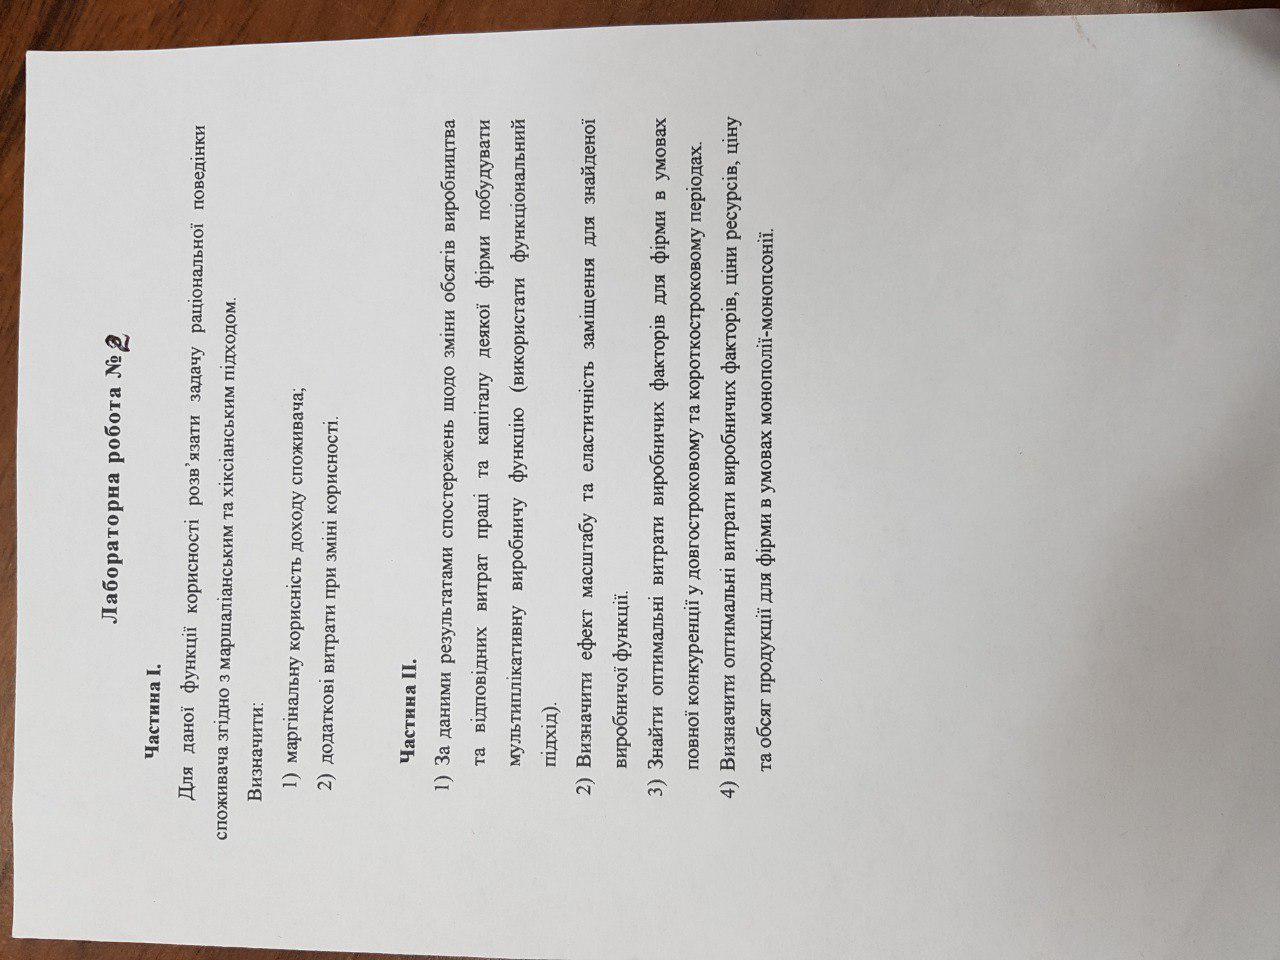 Лабораторна робота №2
Частина І.
Для даної функції корисності розв’язати задачу раціональної поведінки
споживача згідно з маршаліанським та хіксіанським підходом.
Визначити:
1) маргінальну корисність доходу споживача;
2) додаткові витрати при зміні корисності.
Частина ІІ.
1) За даними результатами спостережень щодо зміни обсягів виробництва
та відповідних витрат праці та капіталу деякої фірми побудувати
мультиплікативну виробничу функцію (використати функціональний
підхід).
2) Визначити ефект масштабу та еластичність заміщення для знайденої
виробничої функції.
3) Знайти оптимальні витрати виробничих факторів для фірми в умовах
повної конкуренції у довгостроковому та короткостроковому періодах.
4) Визначити оптимальні витрати виробничих факторів, ціни ресурсів, ціну
та обсяг продукції для фірми в умовах монополії-монопсонії.